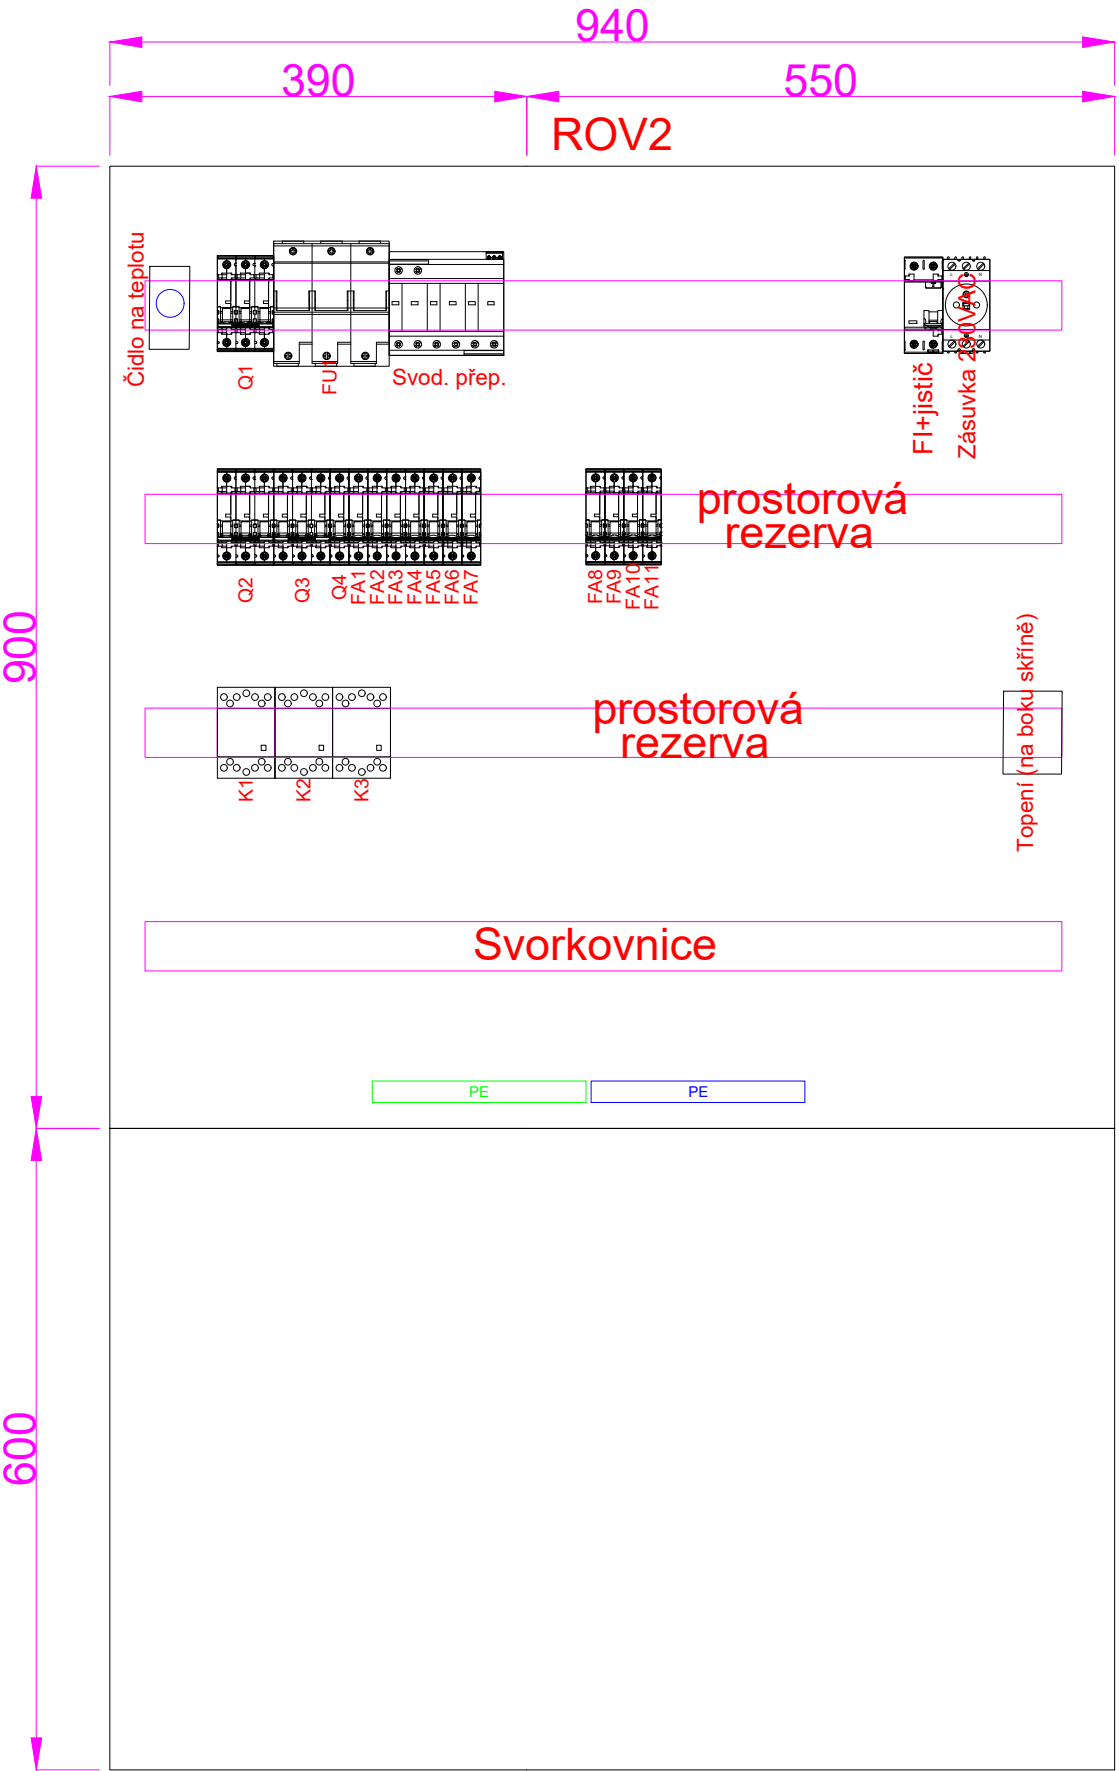 940
390
550
ROV2
Čidlo na teplotu
Q1
FU1
Svod. přep.
FI+jistič
Zásuvka 230VAC
prostorová
rezerva
Q2
Q3
Q4
FA1
FA2
FA3
FA4
FA5
FA6
FA7
FA8
FA9
FA10
FA11
900
prostorová
rezerva
Topení (na boku skříně)
K1
K2
K3
Svorkovnice
PE
PE
600